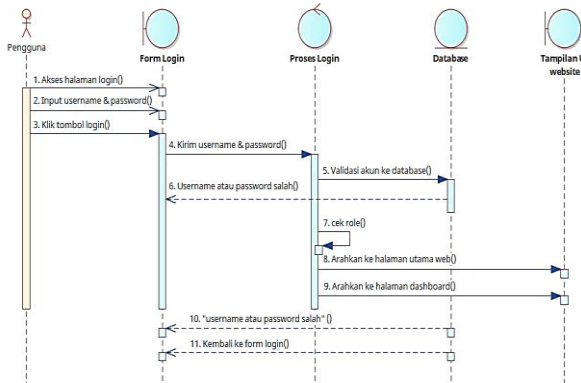 Pengguna
Form Login
Proses Login
Database
Tampilan U
website
1. Akses halaman login()
2. Input username & password()
3. Klik tombol login()
4. Kirim username & password()
5. Validasi akun ke database()
6. Username atau password salah()
7. cek role()
8. Arahkan ke halaman utama web()
9. Arahkan ke halaman dashboard()
10. "username atau password salah" ()
11. Kembali ke form login()